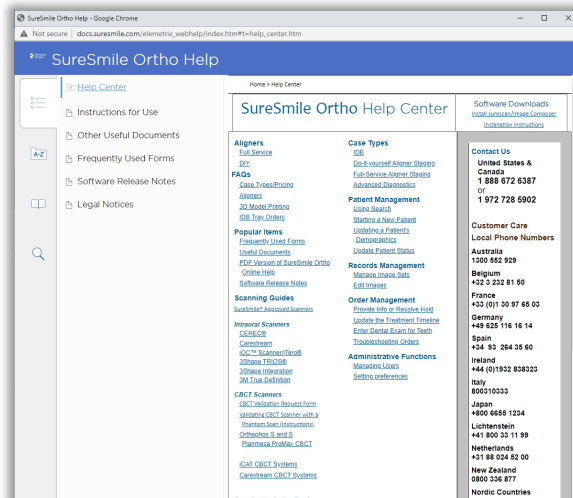 SureSmile Ortho Help - Google Chrome
Not secure | docs.suresmile.com/elemetrix_webhelp/index.htm#t=help_center.htm
SureSmile Ortho Help
A-Z
Help Center
Instructions for Use
Other Useful Documents
Frequently Used Forms
Software Release Notes
Legal Notices
Home > Help Center
SureSmile Ortho Help Center
Software Downloads
Install surescan/Image Composer
Installation Instructions
Aligners
Full Service
DIY
FAQs
Case Types/Pricing
Aligners
3D Model Printing
IDB Tray Orders
Popular Items
Frequently Used Forms
Useful Documents
PDF Version of SureSmile Ortho
Online Help
Software Release Notes
Scanning Guides
SureSmile® Approved Scanners
Intraoral Scanners
CEREC®
Carestream
iOC™ Scanner/iTero®
3Shape TRIOS®
3Shape Integration
3M True Definition
CBCT Scanners
CBCT Validation Request Form
Validating CBCT Scanner with a
Phantom Scan (Instructions)
Orthophos S and S
Planmeca ProMax CBCT
iCAT CBCT Systems
Carestream CBCT Systems
Case Types
IDB
Do-it-yourself Aligner Staging
Full-Service Aligner Staging
Advanced Diagnostics
Patient Management
Using Search
Starting a New Patient
Updating a Patient's
Demographics
Update Patient Status
Records Management
Manage Image Sets
Edit Images
Order Management
Provide Info or Resolve Hold
Update the Treatment Timeline
Enter Dental Exam for Teeth
Troubleshooting Orders
Administrative Functions
Managing Users
Setting preferences
Contact Us
United States &
Canada
1 888 672 6387
or
1 972 728 5902
Customer Care
Local Phone Numbers
Australia
1300 552 929
Belgium
+32 3 232 81 50
France
+33 (0)1 30 97 65 03
Germany
+49 625 116 16 14
Spain
+34 93 264 35 60
Ireland
+44 (0)1932 838323
Italy
800310333
Japan
+800 6655 1234
Lichtenstein
+41 800 33 11 99
Netherlands
+31 88 024 52 00
New Zealand
0800 336 877
Nordic Countries